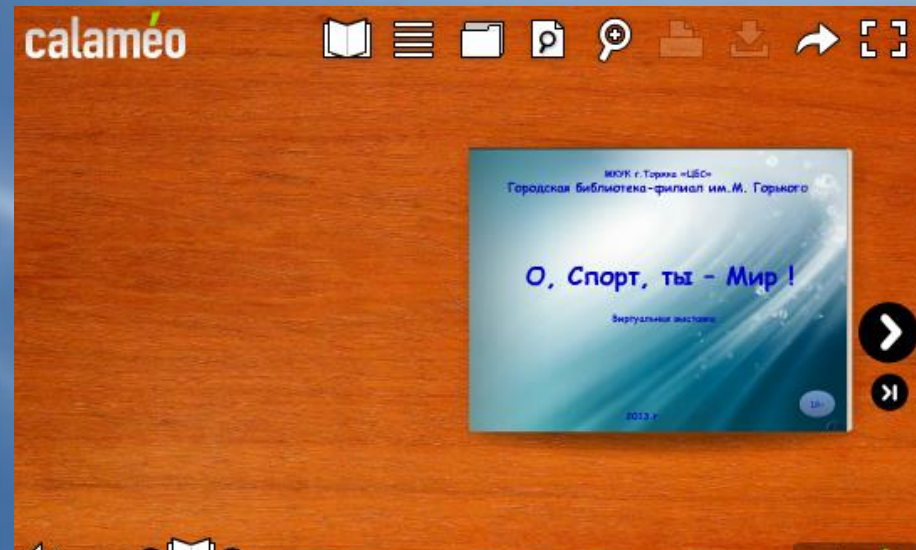 calaméo
МКУК г.Торжка «ЦБС»
Городская библиотека-филиал им.М. Горького
О, Спорт, ты - Мир !
Виртуальная выставка
2013.г